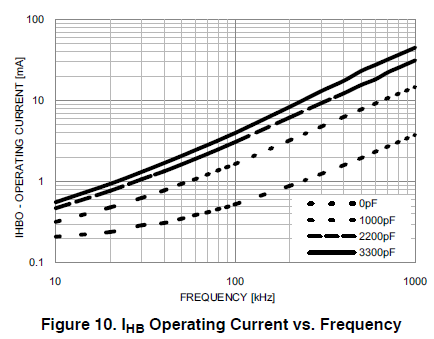 100
10
1
0.1
IHBO - OPERATING CURRENT [mA]
0pF
1000pF
2200pF
3300pF
10
100
1000
FREQUENCY [kHz]
Figure 10. IHB Operating Current vs. Frequency